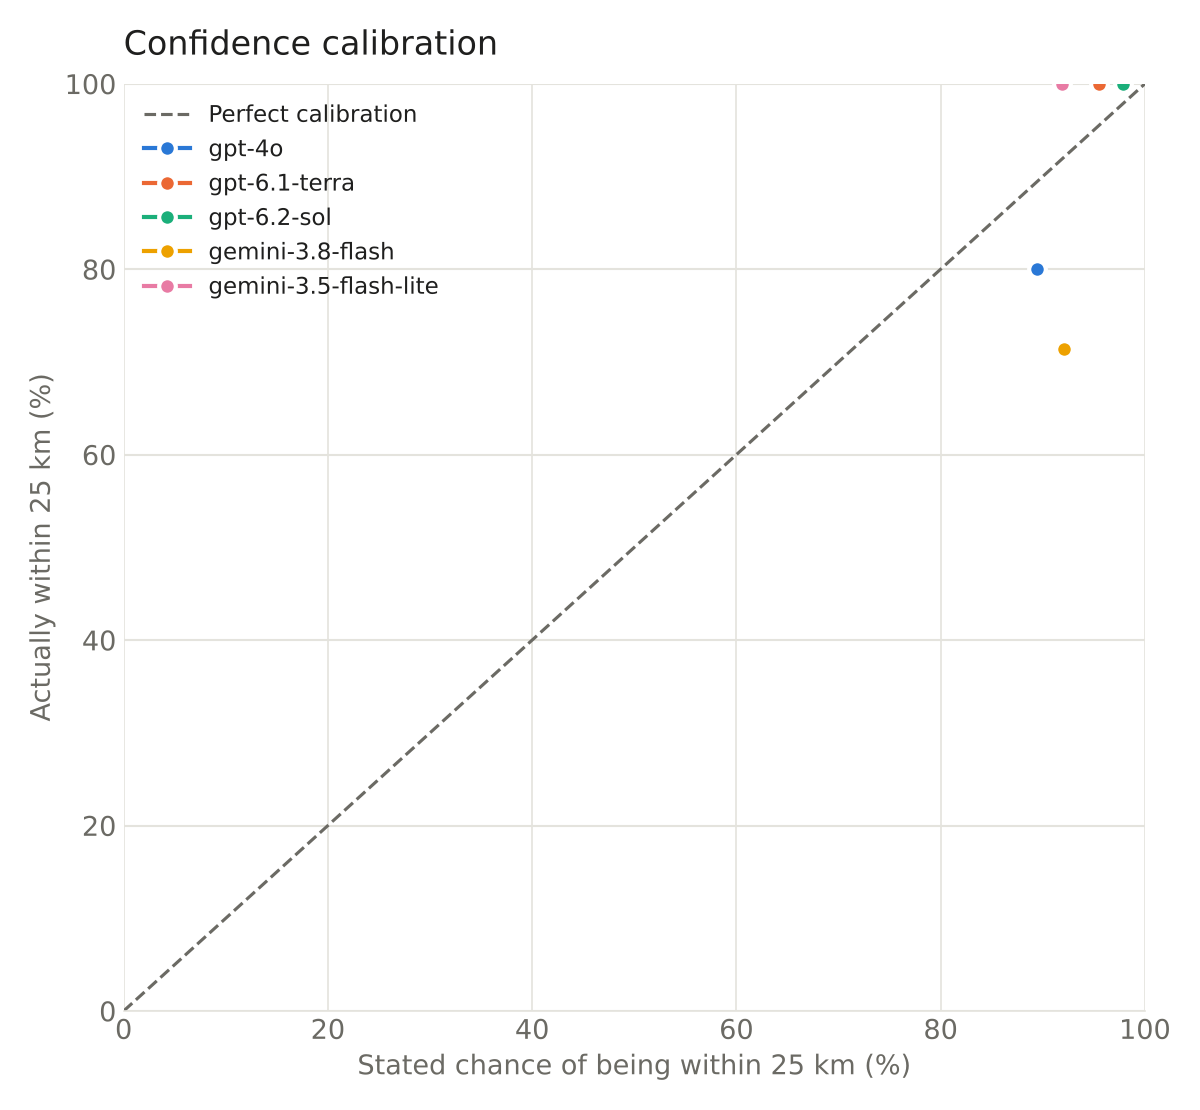 Confidence calibration
100
80
60
40
20
0
Perfect calibration
gpt-4o
gpt-6.1-terra
gpt-6.2-sol
gemini-3.8-flash
gemini-3.5-flash-lite
Actually within 25 km (%)
0 20 40 60 80 100
Stated chance of being within 25 km (%)